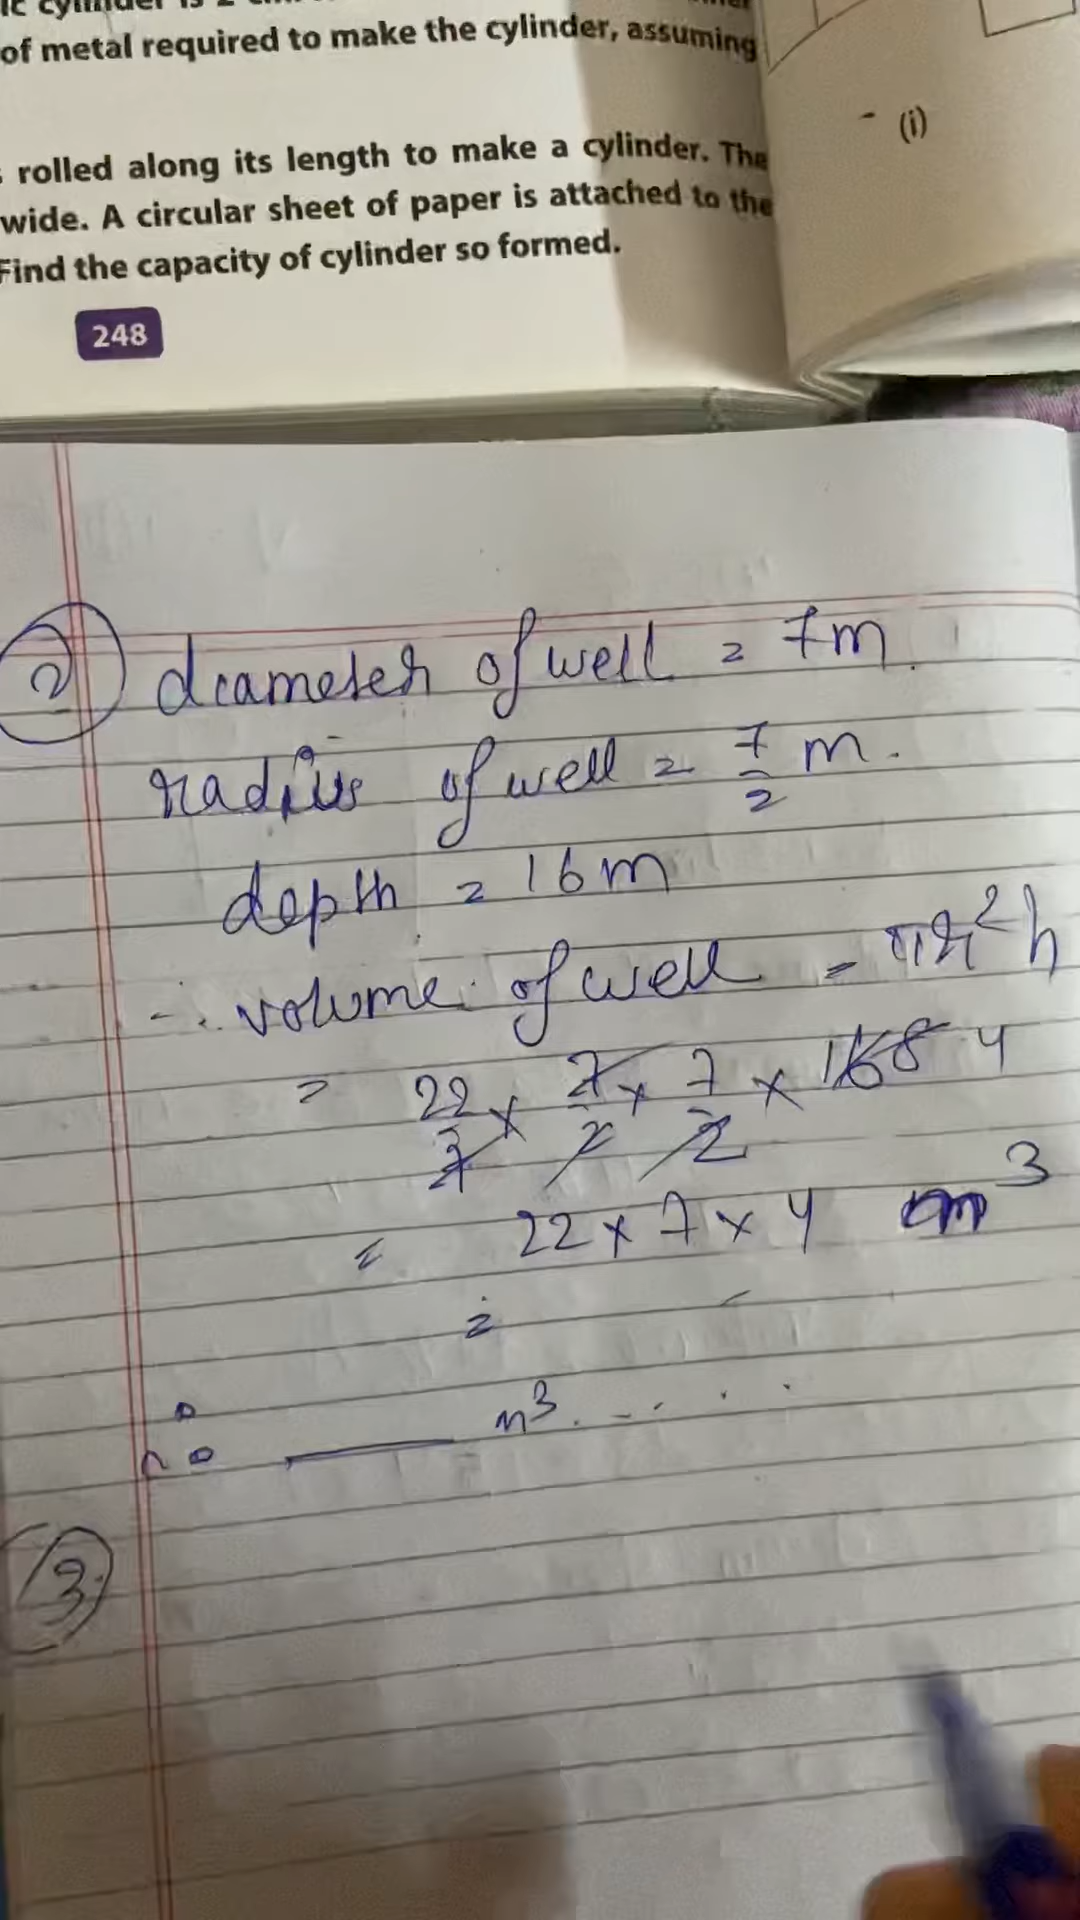 of metal required to make the cylinder, assuming
(i)
rolled along its length to make a cylinder. The
wide. A circular sheet of paper is attached to the
Find the capacity of cylinder so formed.
248
2 diameter of well = 7m.
radius of well = 7/2 m.
depth = 16m
∴ volume of well = πr²h
= 22/7 × 7/2 × 7/2 × 16 8 4
= 22 × 7 × 4 m³
=
m³.
3.